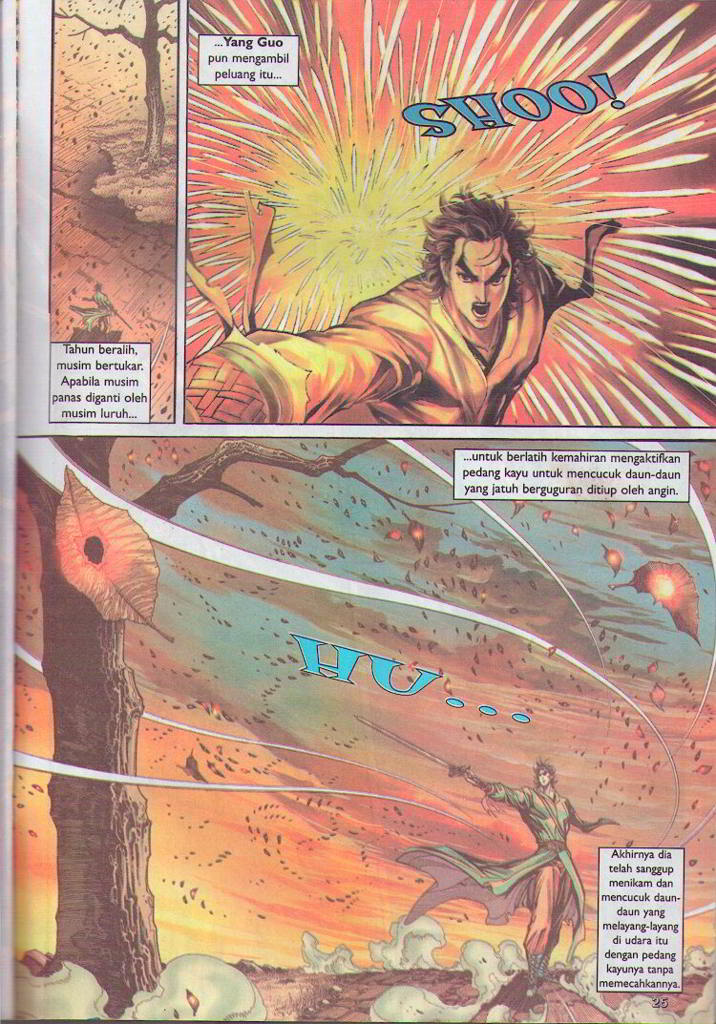 Tahun beralih,
musim bertukar.
Apabila musim
panas diganti oleh
musim luruh...
...Yang Guo
pun mengambil
peluang itu...
SHOO!
...untuk berlatih kemahiran mengaktifkan
pedang kayu untuk mencucuk daun-daun
yang jatuh berguguran ditiup oleh angin.
HU...
Akhirnya dia
telah sanggup
menikam dan
mencucuk daun-
daun yang
melayang-layang
di udara itu
dengan pedang
kayunya tanpa
memecahkannya.
25